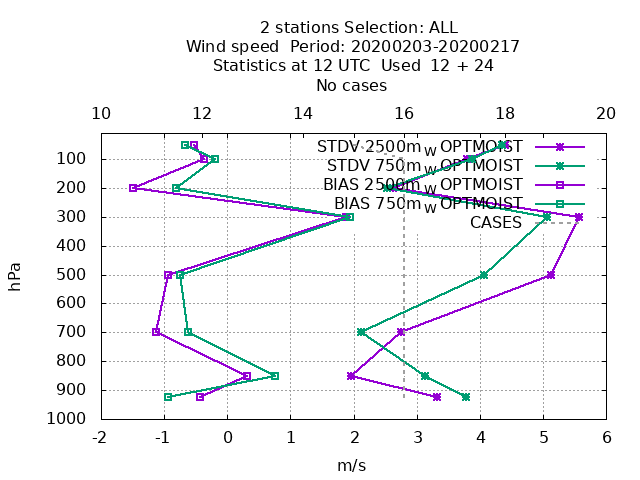 2 stations Selection: ALL
Wind speed  Period: 20200203-20200217
Statistics at 12 UTC  Used  12 + 24
No cases
10 12 14 16 18 20
STDV 2500m_W OPTMOIST
STDV 750m_W OPTMOIST
BIAS 2500m_W OPTMOIST
BIAS 750m_W OPTMOIST
CASES
100
200
300
400
500
600
700
800
900
1000
hPa
-2 -1 0 1 2 3 4 5 6
m/s